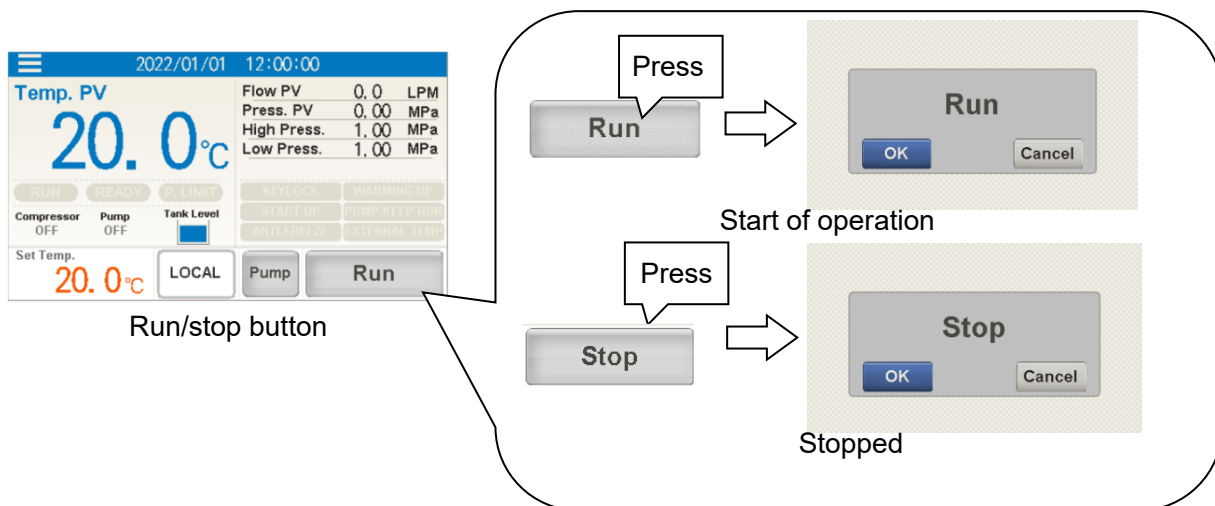 2022/01/01 12:00:00
Temp. PV
20. 0℃
Flow PV 0. 0 LPM
Press. PV 0. 00 MPa
High Press. 1. 00 MPa
Low Press. 1. 00 MPa
RUN READY P. LIMIT
KEYLOCK WARMING UP
START UP PUMP KEEP RUN
ANTI-FREEZE EXTERNAL TEMP
Compressor Pump Tank Level
OFF OFF
Set Temp.
20. 0℃
LOCAL Pump Run
Run/stop button
Press
Run
Run
OK Cancel
Start of operation
Press
Stop
Stop
OK Cancel
Stopped